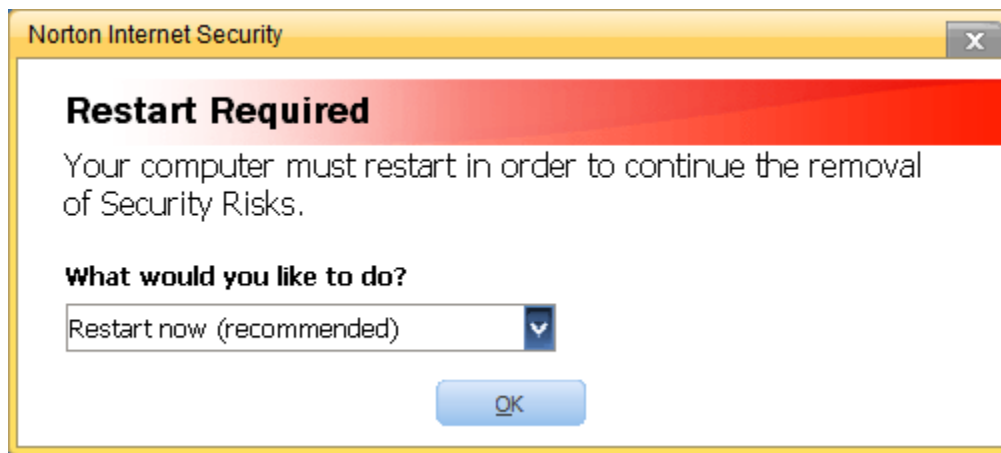 Norton Internet Security
Restart Required
Your computer must restart in order to continue the removal
of Security Risks.
What would you like to do?
Restart now (recommended)
OK